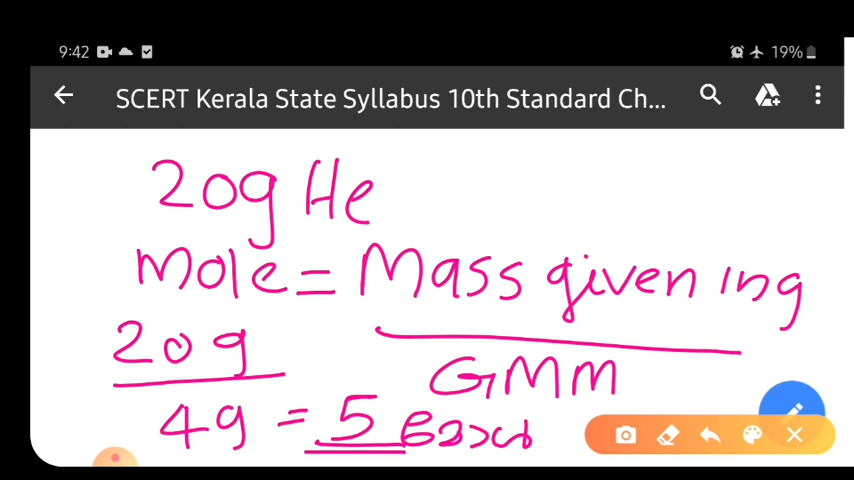 9:42 19%
SCERT Kerala State Syllabus 10th Standard Ch...
20g He
Mole = Mass given ing
GMM
20g
4g = 5 മോൾ